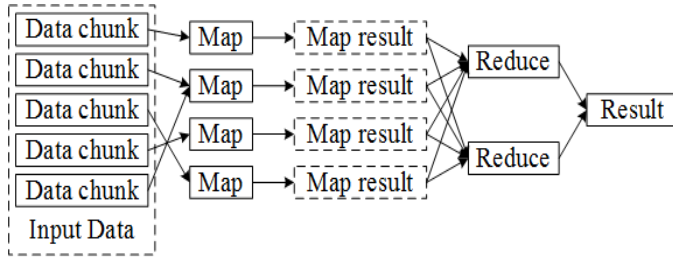 Data chunk
Data chunk
Data chunk
Data chunk
Data chunk
Input Data
Map
Map
Map
Map
Map result
Map result
Map result
Map result
Reduce
Reduce
Result